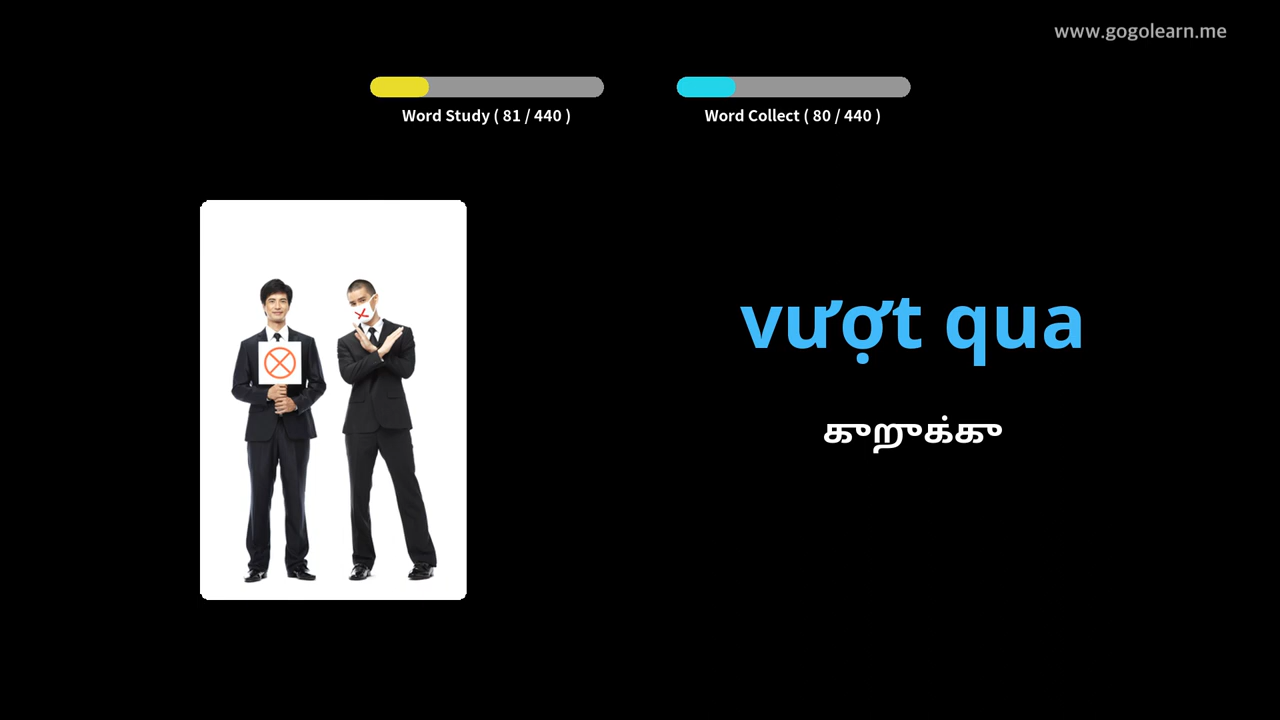 www.gogolearn.me
Word Study ( 81 / 440 )
Word Collect ( 80 / 440 )
vượt qua
குறுக்கு